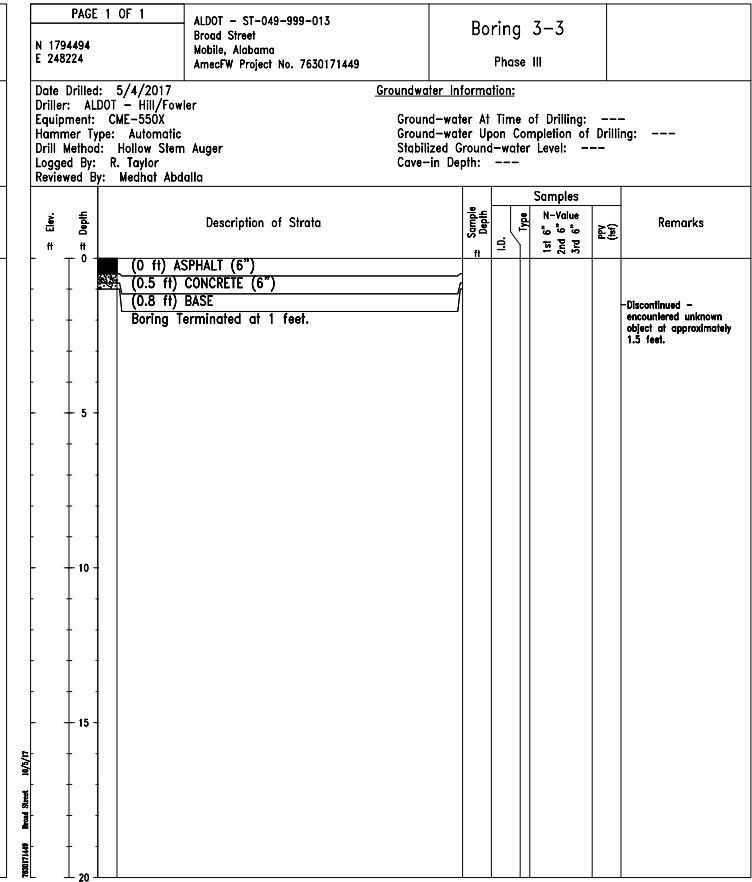 PAGE 1 OF 1
N 1794494
E 248224
ALDOT - ST-049-999-013
Broad Street
Mobile, Alabama
AmecFW Project No. 7630171449
Boring 3-3
Phase III
Date Drilled: 5/4/2017
Driller: ALDOT - Hill/Fowler
Equipment: CME-550X
Hammer Type: Automatic
Drill Method: Hollow Stem Auger
Logged By: R. Taylor
Reviewed By: Medhat Abdalla
Groundwater Information:
Ground-water At Time of Drilling: ---
Ground-water Upon Completion of Drilling: ---
Stabilized Ground-water Level: ---
Cave-in Depth: ---
Elev.
ft
Depth
ft
Description of Strata
Sample
Depth
ft
Samples
I.D.
Type
N-Value
1st 6"
2nd 6"
3rd 6"
PPV
(tsf)
Remarks
0
(0 ft) ASPHALT (6")
(0.5 ft) CONCRETE (6")
(0.8 ft) BASE
Boring Terminated at 1 feet.
-Discontinued -
encountered unknown
object at approximately
1.5 feet.
5
10
15
20
7630171449 Broad Street 10/5/17